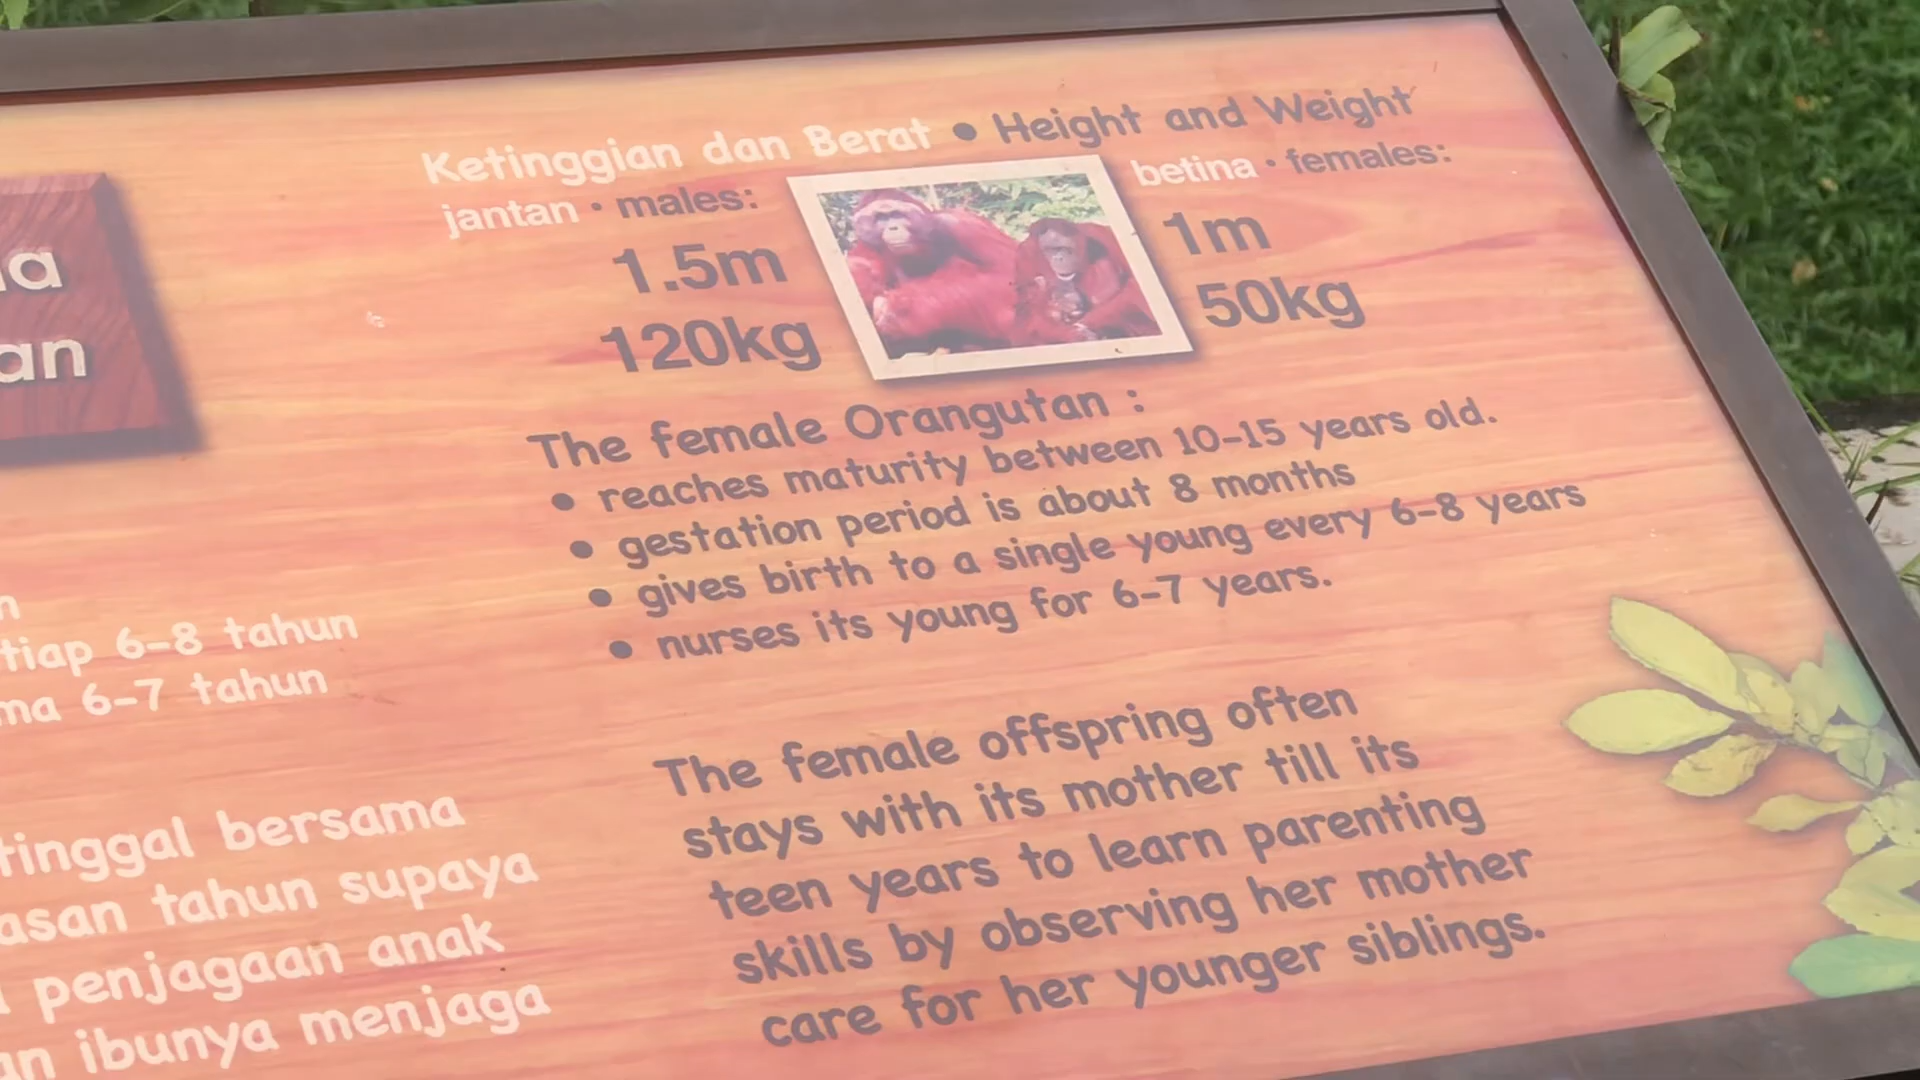 Ketinggian dan Berat • Height and Weight
jantan • males:
1.5m
120kg
betina • females:
1m
50kg
The female Orangutan :
• reaches maturity between 10-15 years old.
• gestation period is about 8 months
• gives birth to a single young every 6-8 years
• nurses its young for 6-7 years.
The female offspring often
stays with its mother till its
teen years to learn parenting
skills by observing her mother
care for her younger siblings.
6-8 tahun
6-7 tahun
tinggal bersama
tahun supaya
penjagaan anak
ibunya menjaga